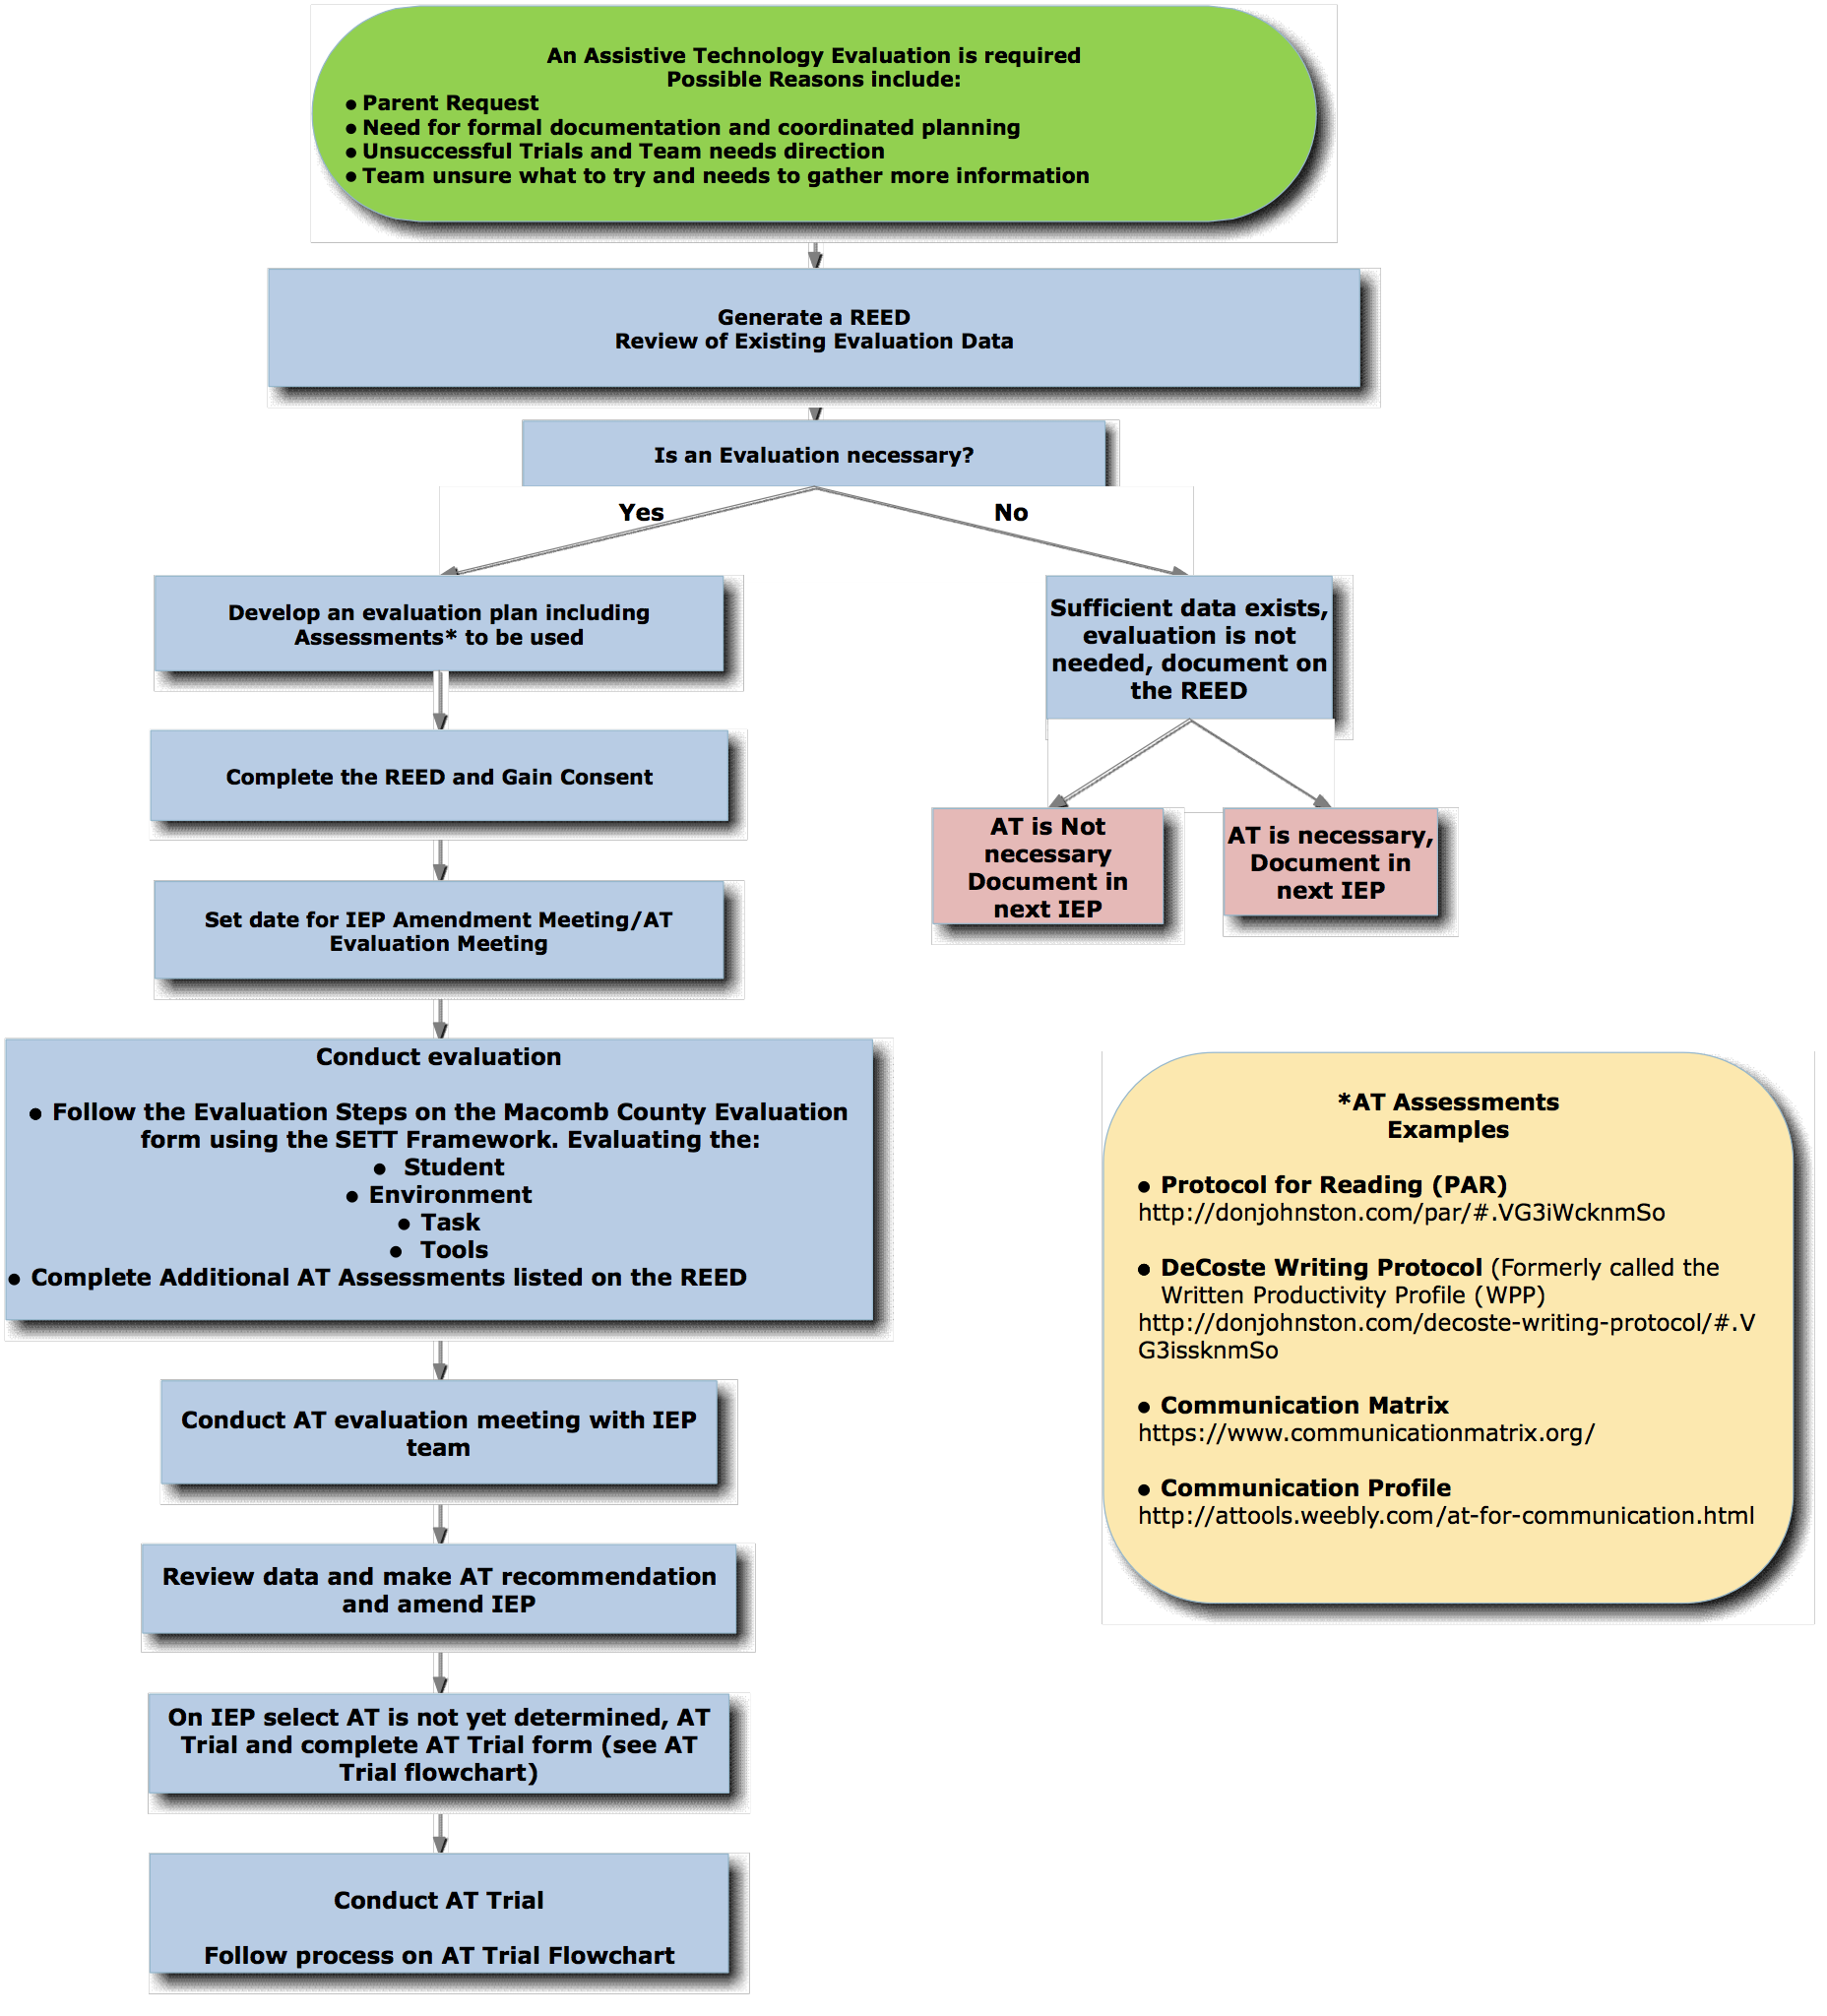 An Assistive Technology Evaluation is required
Possible Reasons include:
● Parent Request
● Need for formal documentation and coordinated planning
● Unsuccessful Trials and Team needs direction
● Team unsure what to try and needs to gather more information
Generate a REED
Review of Existing Evaluation Data
Is an Evaluation necessary?
Yes
No
Develop an evaluation plan including
Assessments* to be used
Sufficient data exists,
evaluation is not
needed, document on
the REED
Complete the REED and Gain Consent
AT is Not
necessary
Document in
next IEP
AT is necessary,
Document in
next IEP
Set date for IEP Amendment Meeting/AT
Evaluation Meeting
Conduct evaluation
● Follow the Evaluation Steps on the Macomb County Evaluation
form using the SETT Framework. Evaluating the:
● Student
● Environment
● Task
● Tools
● Complete Additional AT Assessments listed on the REED
*AT Assessments
Examples
● Protocol for Reading (PAR)
http://donjohnston.com/par/#.VG3iWcknmSo
● DeCoste Writing Protocol (Formerly called the
Written Productivity Profile (WPP)
http://donjohnston.com/decoste-writing-protocol/#.V
G3issknmSo
● Communication Matrix
https://www.communicationmatrix.org/
● Communication Profile
http://attools.weebly.com/at-for-communication.html
Conduct AT evaluation meeting with IEP
team
Review data and make AT recommendation
and amend IEP
On IEP select AT is not yet determined, AT
Trial and complete AT Trial form (see AT
Trial flowchart)
Conduct AT Trial
Follow process on AT Trial Flowchart